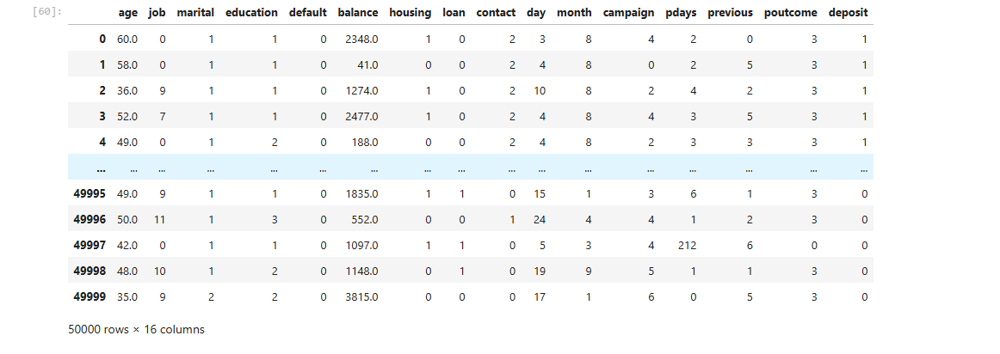 [60]:
age job marital education default balance housing loan contact day month campaign pdays previous poutcome deposit
0 60.0 0 1 1 0 2348.0 1 0 2 3 8 4 2 0 3 1
1 58.0 0 1 1 0 41.0 0 0 2 4 8 0 2 5 3 1
2 36.0 9 1 1 0 1274.0 1 0 2 10 8 2 4 2 3 1
3 52.0 7 1 1 0 2477.0 1 0 2 4 8 4 3 5 3 1
4 49.0 0 1 2 0 188.0 0 0 2 4 8 2 3 3 3 1
... ... ... ... ... ... ... ... ... ... ... ... ... ... ... ... ...
49995 49.0 9 1 1 0 1835.0 1 1 0 15 1 3 6 1 3 0
49996 50.0 11 1 3 0 552.0 0 0 1 24 4 4 1 2 3 0
49997 42.0 0 1 1 0 1097.0 1 1 0 5 3 4 212 6 0 0
49998 48.0 10 1 2 0 1148.0 0 1 0 19 9 5 1 1 3 0
49999 35.0 9 2 2 0 3815.0 0 0 0 17 1 6 0 5 3 0
50000 rows × 16 columns